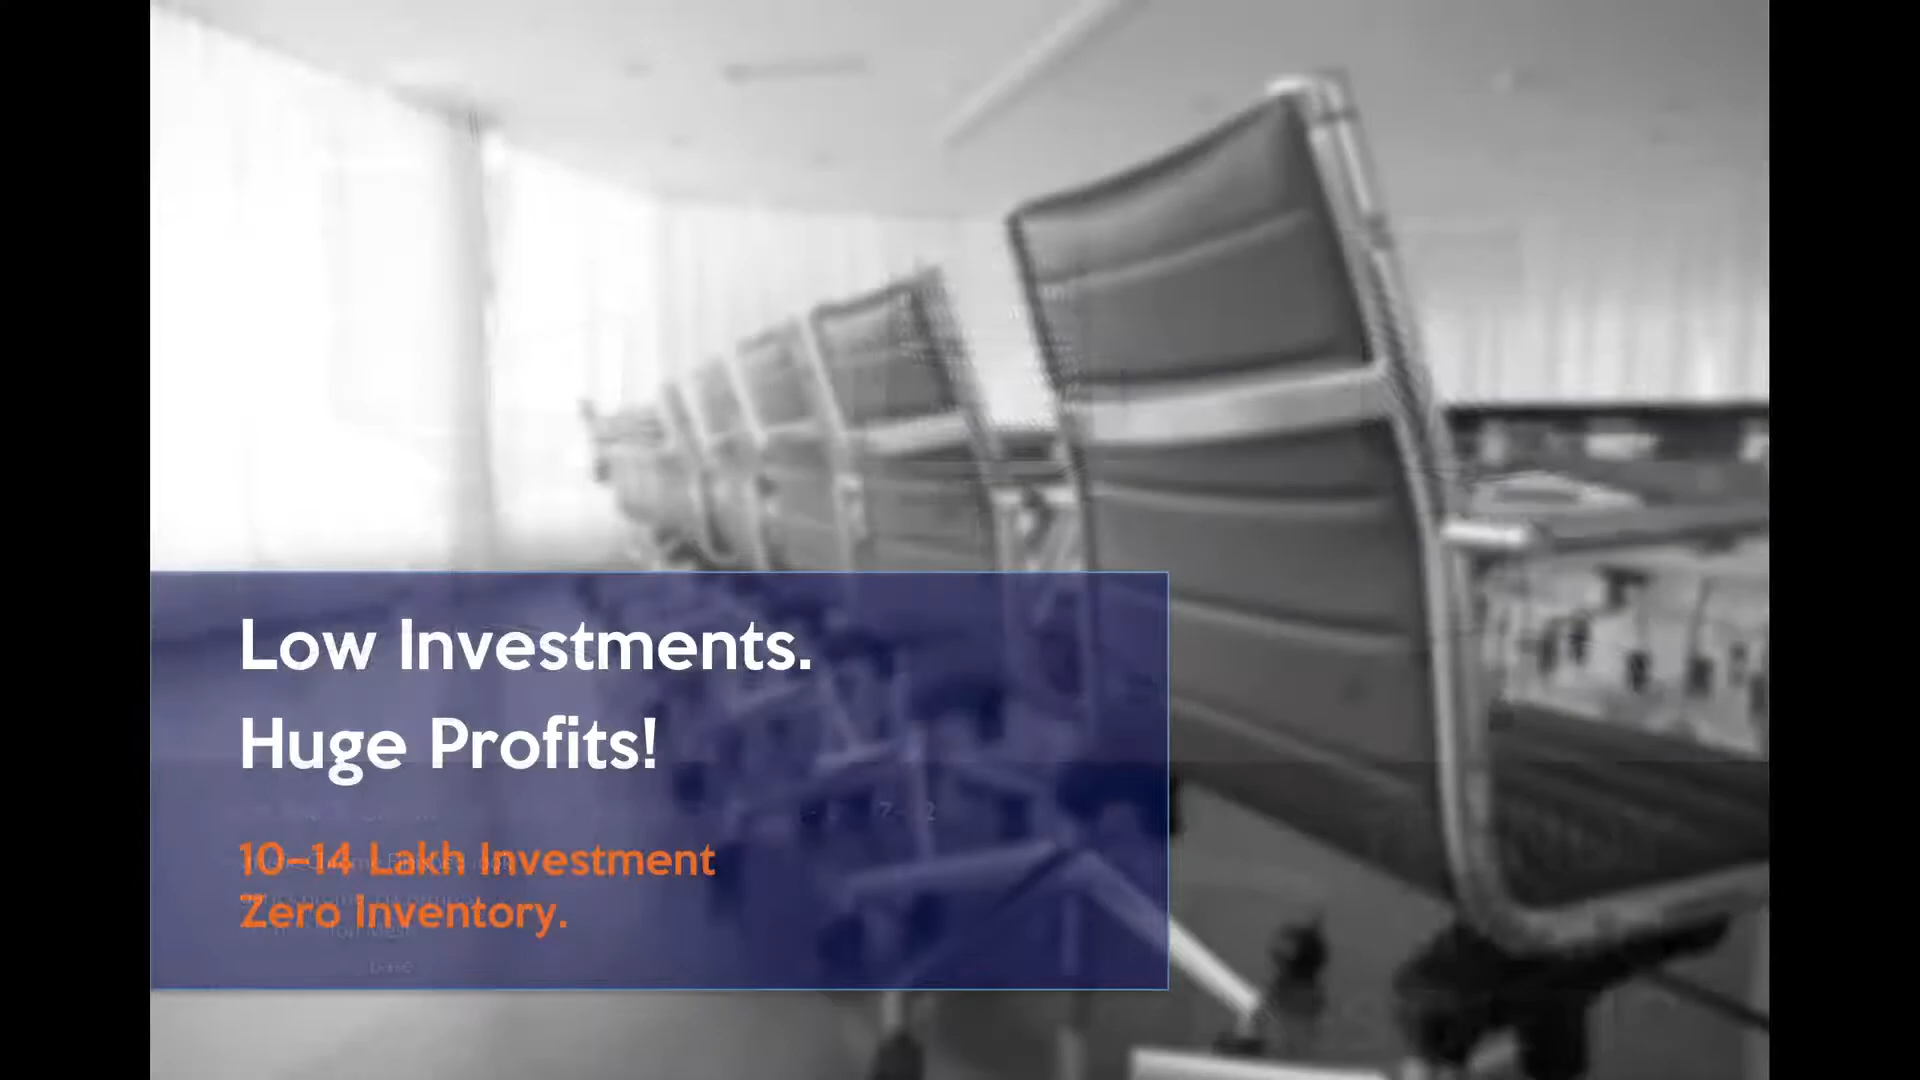 Low Investments.
Huge Profits!
10–14 Lakh Investment
Zero Inventory.